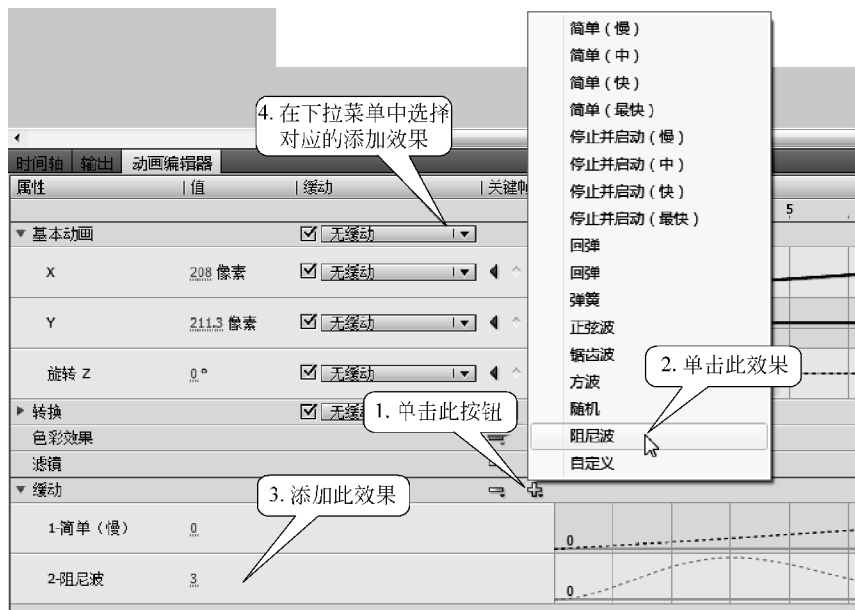 简单（慢）
简单（中）
简单（快）
简单（最快）
停止并启动（慢）
停止并启动（中）
停止并启动（快）
停止并启动（最快）
回弹
回弹
弹簧
正弦波
锯齿波
方波
随机
阻尼波
自定义
4. 在下拉菜单中选择
对应的添加效果
时间轴 输出 动画编辑器
属性 值 缓动 关键帧
5
基本动画 无缓动
X 208 像素 无缓动
Y 211.3 像素 无缓动
旋转 Z 0° 无缓动
2. 单击此效果
转换 无缓
1. 单击此按钮
色彩效果
滤镜
缓动
3. 添加此效果
1-简单（慢） 0 0
2-阻尼波 3 0